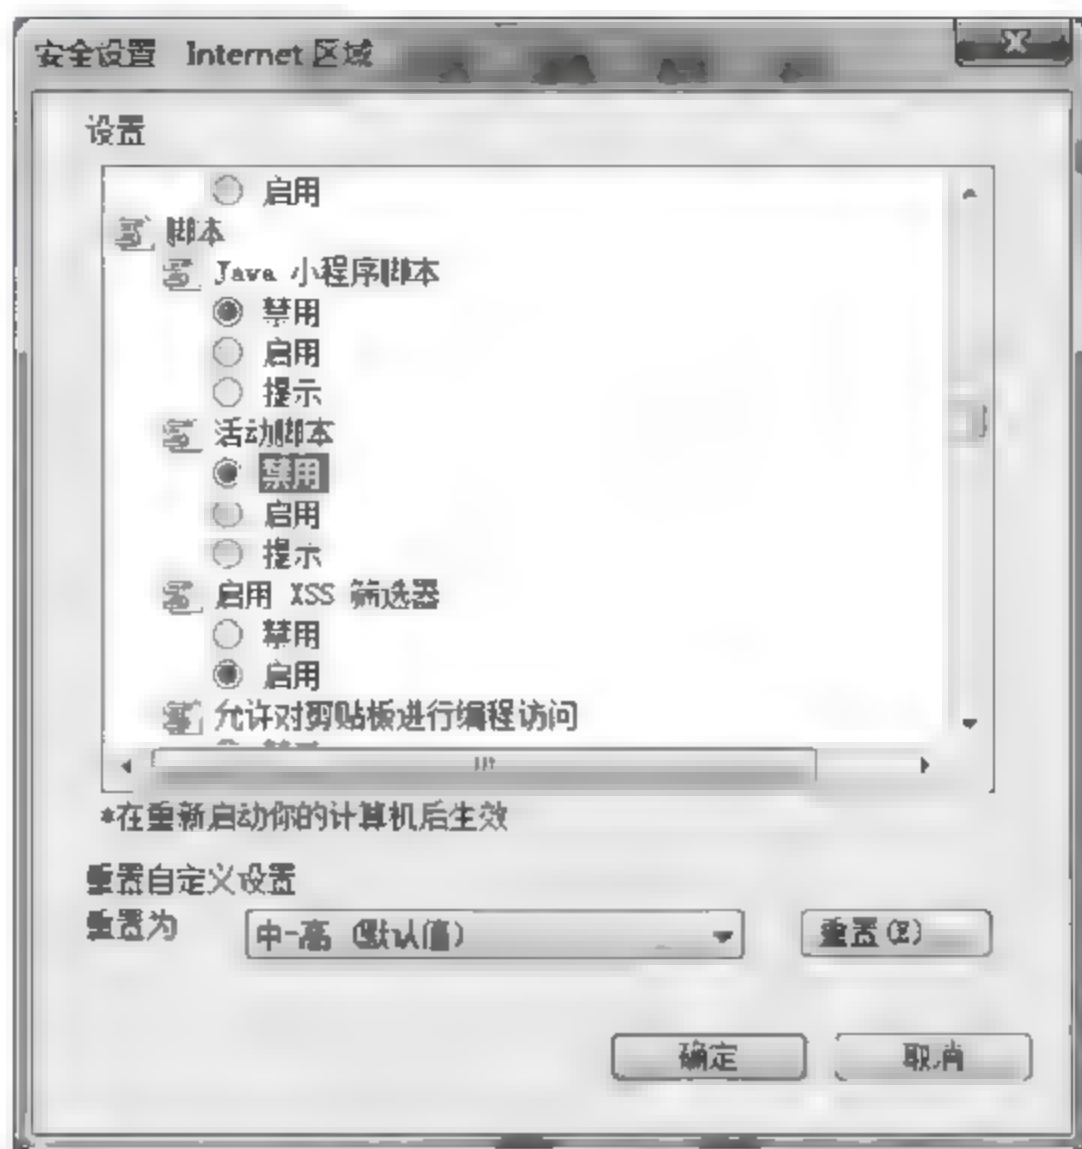 安全设置 Internet 区域
设置
启用
脚本
Java 小程序脚本
禁用
启用
提示
活动脚本
禁用
启用
提示
启用 XSS 筛选器
禁用
启用
允许对剪贴板进行编程访问
*在重新启动你的计算机后生效
重置自定义设置
重置为
中-高 (默认值)
重置(E)
确定
取消